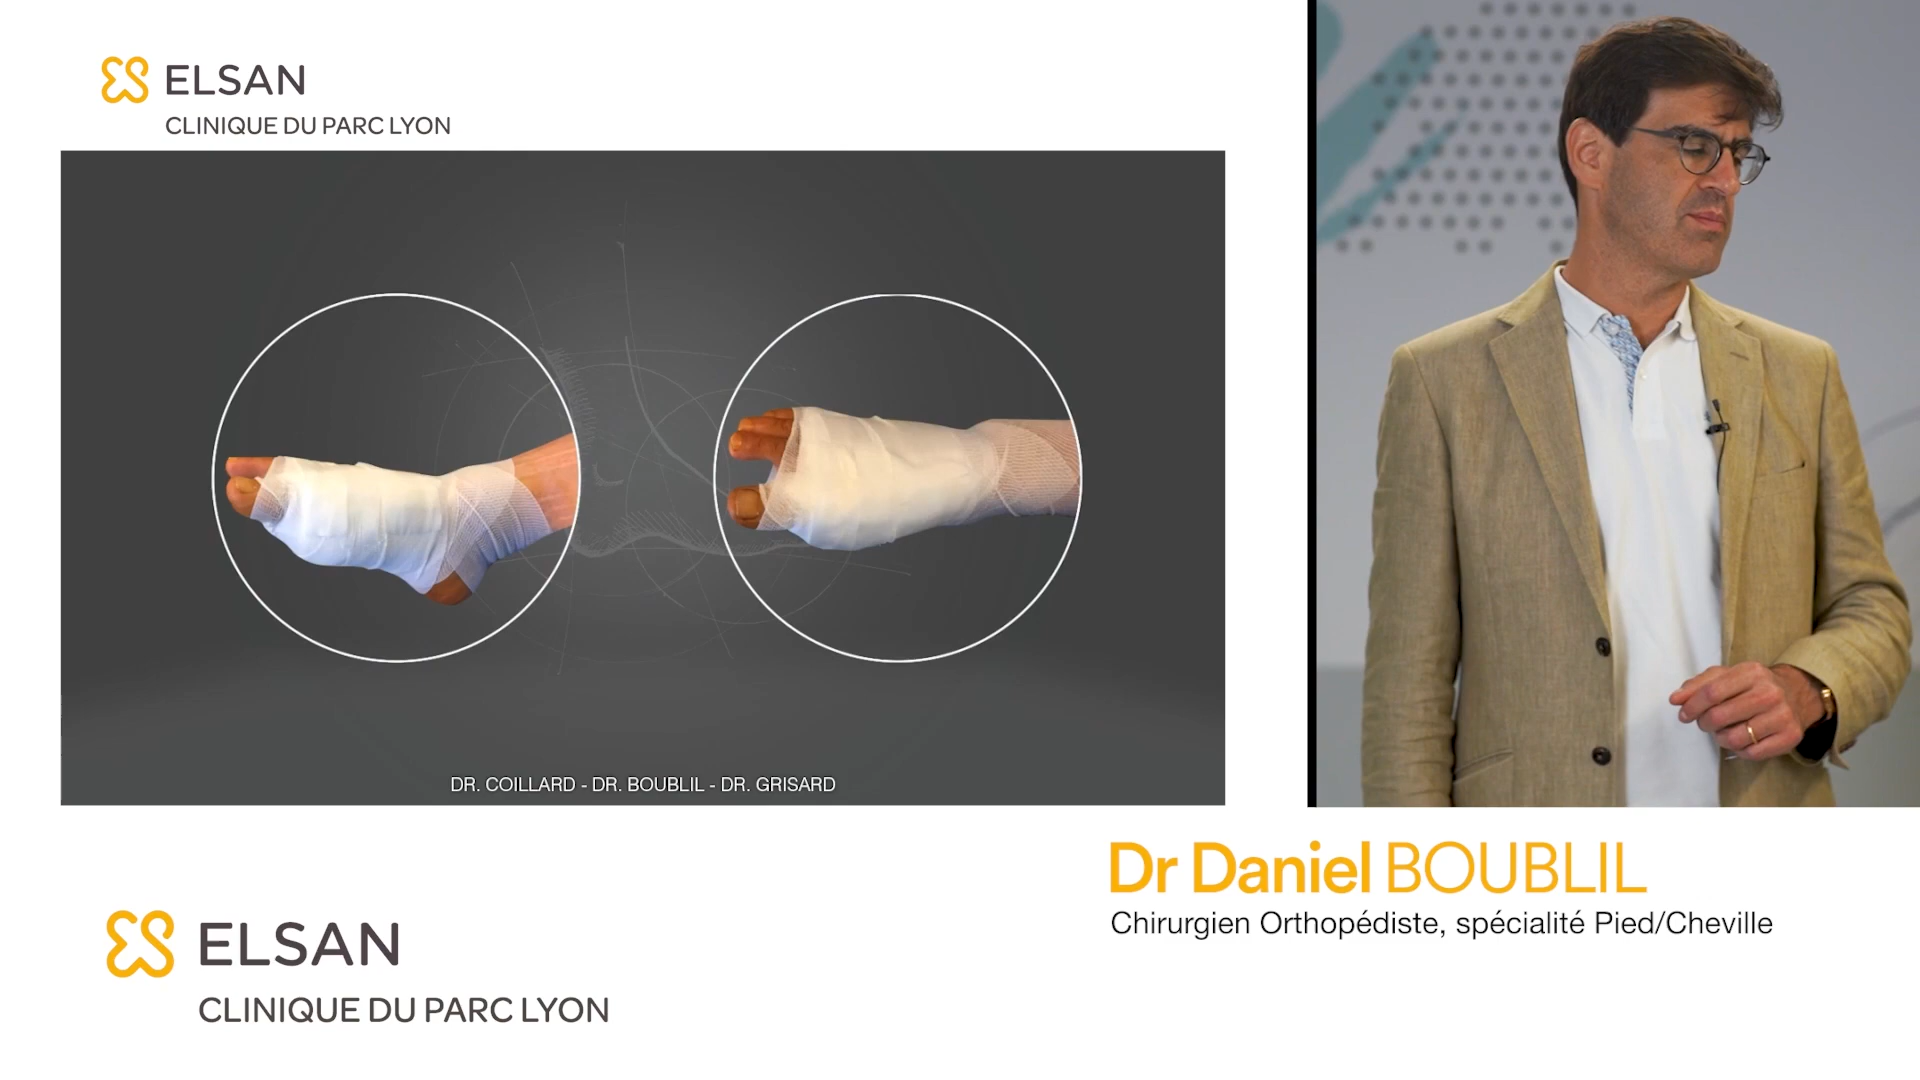 ELSAN
CLINIQUE DU PARC LYON
DR. COILLARD - DR. BOUBLIL - DR. GRISARD
Dr Daniel BOUBLIL
Chirurgien Orthopédiste, spécialité Pied/Cheville
ELSAN
CLINIQUE DU PARC LYON